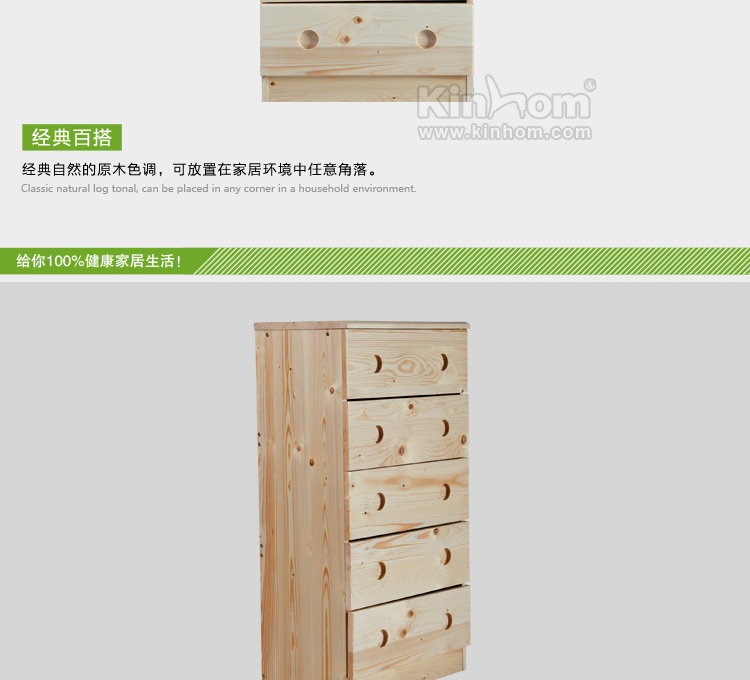 Kinhom®
www.kinhom.com
经典百搭
经典自然的原木色调，可放置在家居环境中任意角落。
Classic natural log tonal, can be placed in any corner in a household environment.
给你100%健康家居生活！